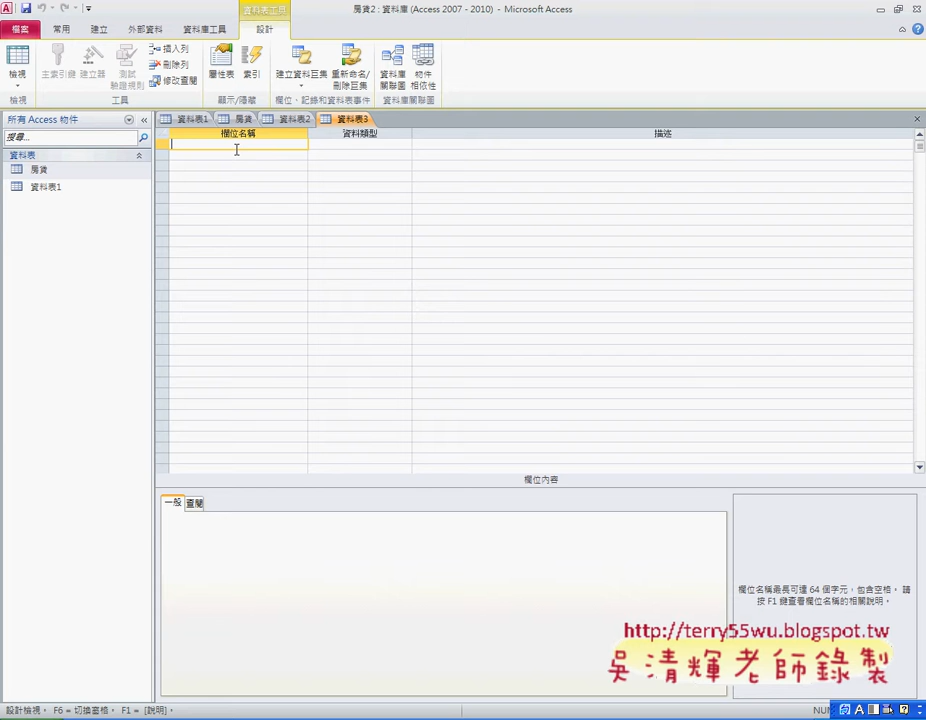 房貸2 : 資料庫 (Access 2007 - 2010) - Microsoft Access
資料表工具
檔案 常用 建立 外部資料 資料庫工具 設計
檢視 主索引鍵 建立器 測試驗證規則 插入列 刪除列 修改查閱 屬性表 索引 建立資料巨集 重新命名/刪除巨集 資料庫關聯圖 物件相依性
檢視 工具 顯示/隱藏 欄位、記錄和資料表事件 資料庫關聯圖
所有 Access 物件
搜尋...
資料表
房貸
資料表1
資料表1 房貸 資料表2 資料表3
欄位名稱 資料類型 描述
欄位內容
一般 查閱
欄位名稱最長可達 64 個字元，包含空格。請
按 F1 鍵查看欄位名稱的相關說明。
http://terry55wu.blogspot.tw
吳清輝老師錄製
設計檢視。 F6 = 切換窗格。 F1 = [說明]。
NUM